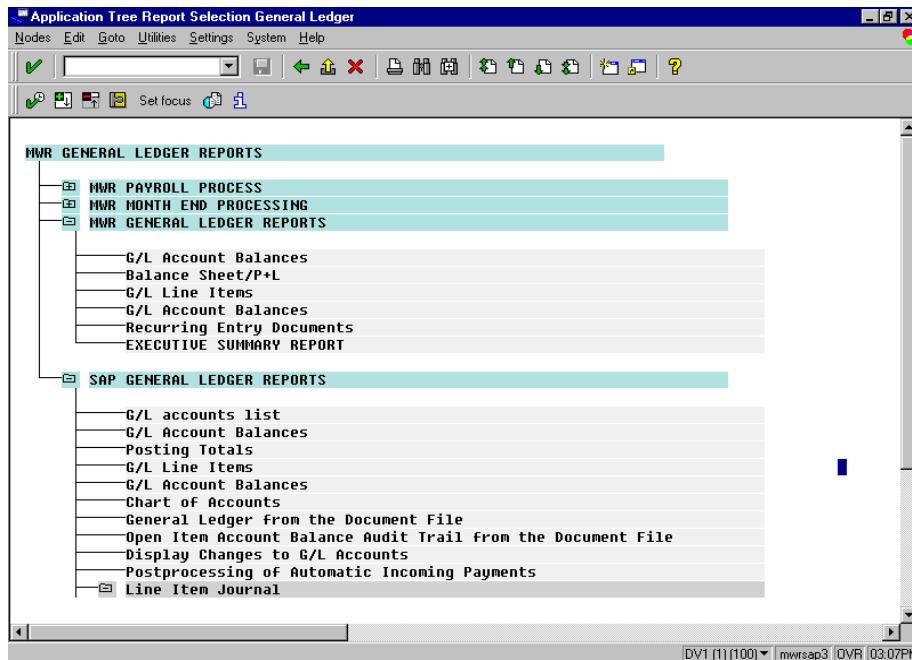 Application Tree Report Selection General Ledger
Nodes Edit Goto Utilities Settings System Help
Set focus
MWR GENERAL LEDGER REPORTS
MWR PAYROLL PROCESS
MWR MONTH END PROCESSING
MWR GENERAL LEDGER REPORTS
G/L Account Balances
Balance Sheet/P+L
G/L Line Items
G/L Account Balances
Recurring Entry Documents
EXECUTIVE SUMMARY REPORT
SAP GENERAL LEDGER REPORTS
G/L accounts list
G/L Account Balances
Posting Totals
G/L Line Items
G/L Account Balances
Chart of Accounts
General Ledger from the Document File
Open Item Account Balance Audit Trail from the Document File
Display Changes to G/L Accounts
Postprocessing of Automatic Incoming Payments
Line Item Journal
DV1 (1) (100) mwrsap3 OVR 03:07PM